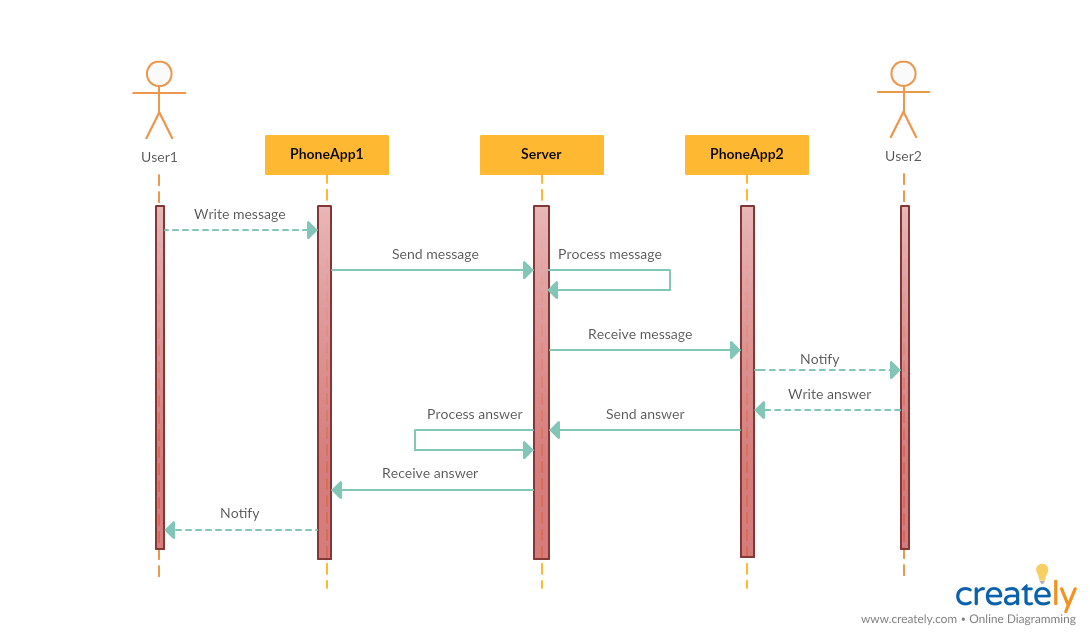 User1
PhoneApp1
Server
PhoneApp2
User2
Write message
Send message
Process message
Receive message
Notify
Write answer
Process answer
Send answer
Receive answer
Notify
creately
www.creately.com • Online Diagramming